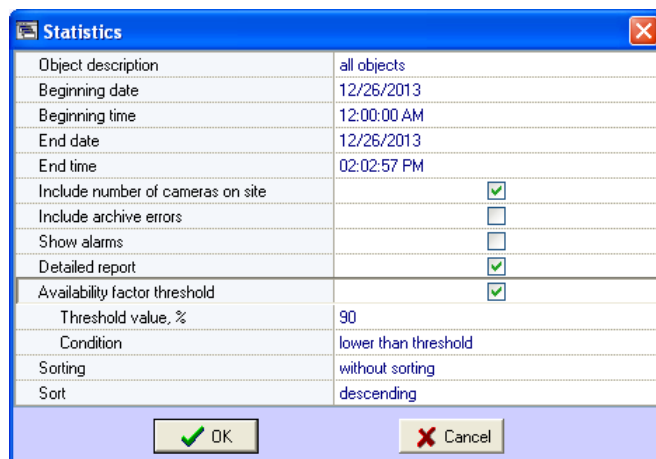 Statistics
Object description all objects
Beginning date 12/26/2013
Beginning time 12:00:00 AM
End date 12/26/2013
End time 02:02:57 PM
Include number of cameras on site
Include archive errors
Show alarms
Detailed report
Availability factor threshold
Threshold value, % 90
Condition lower than threshold
Sorting without sorting
Sort descending
OK Cancel